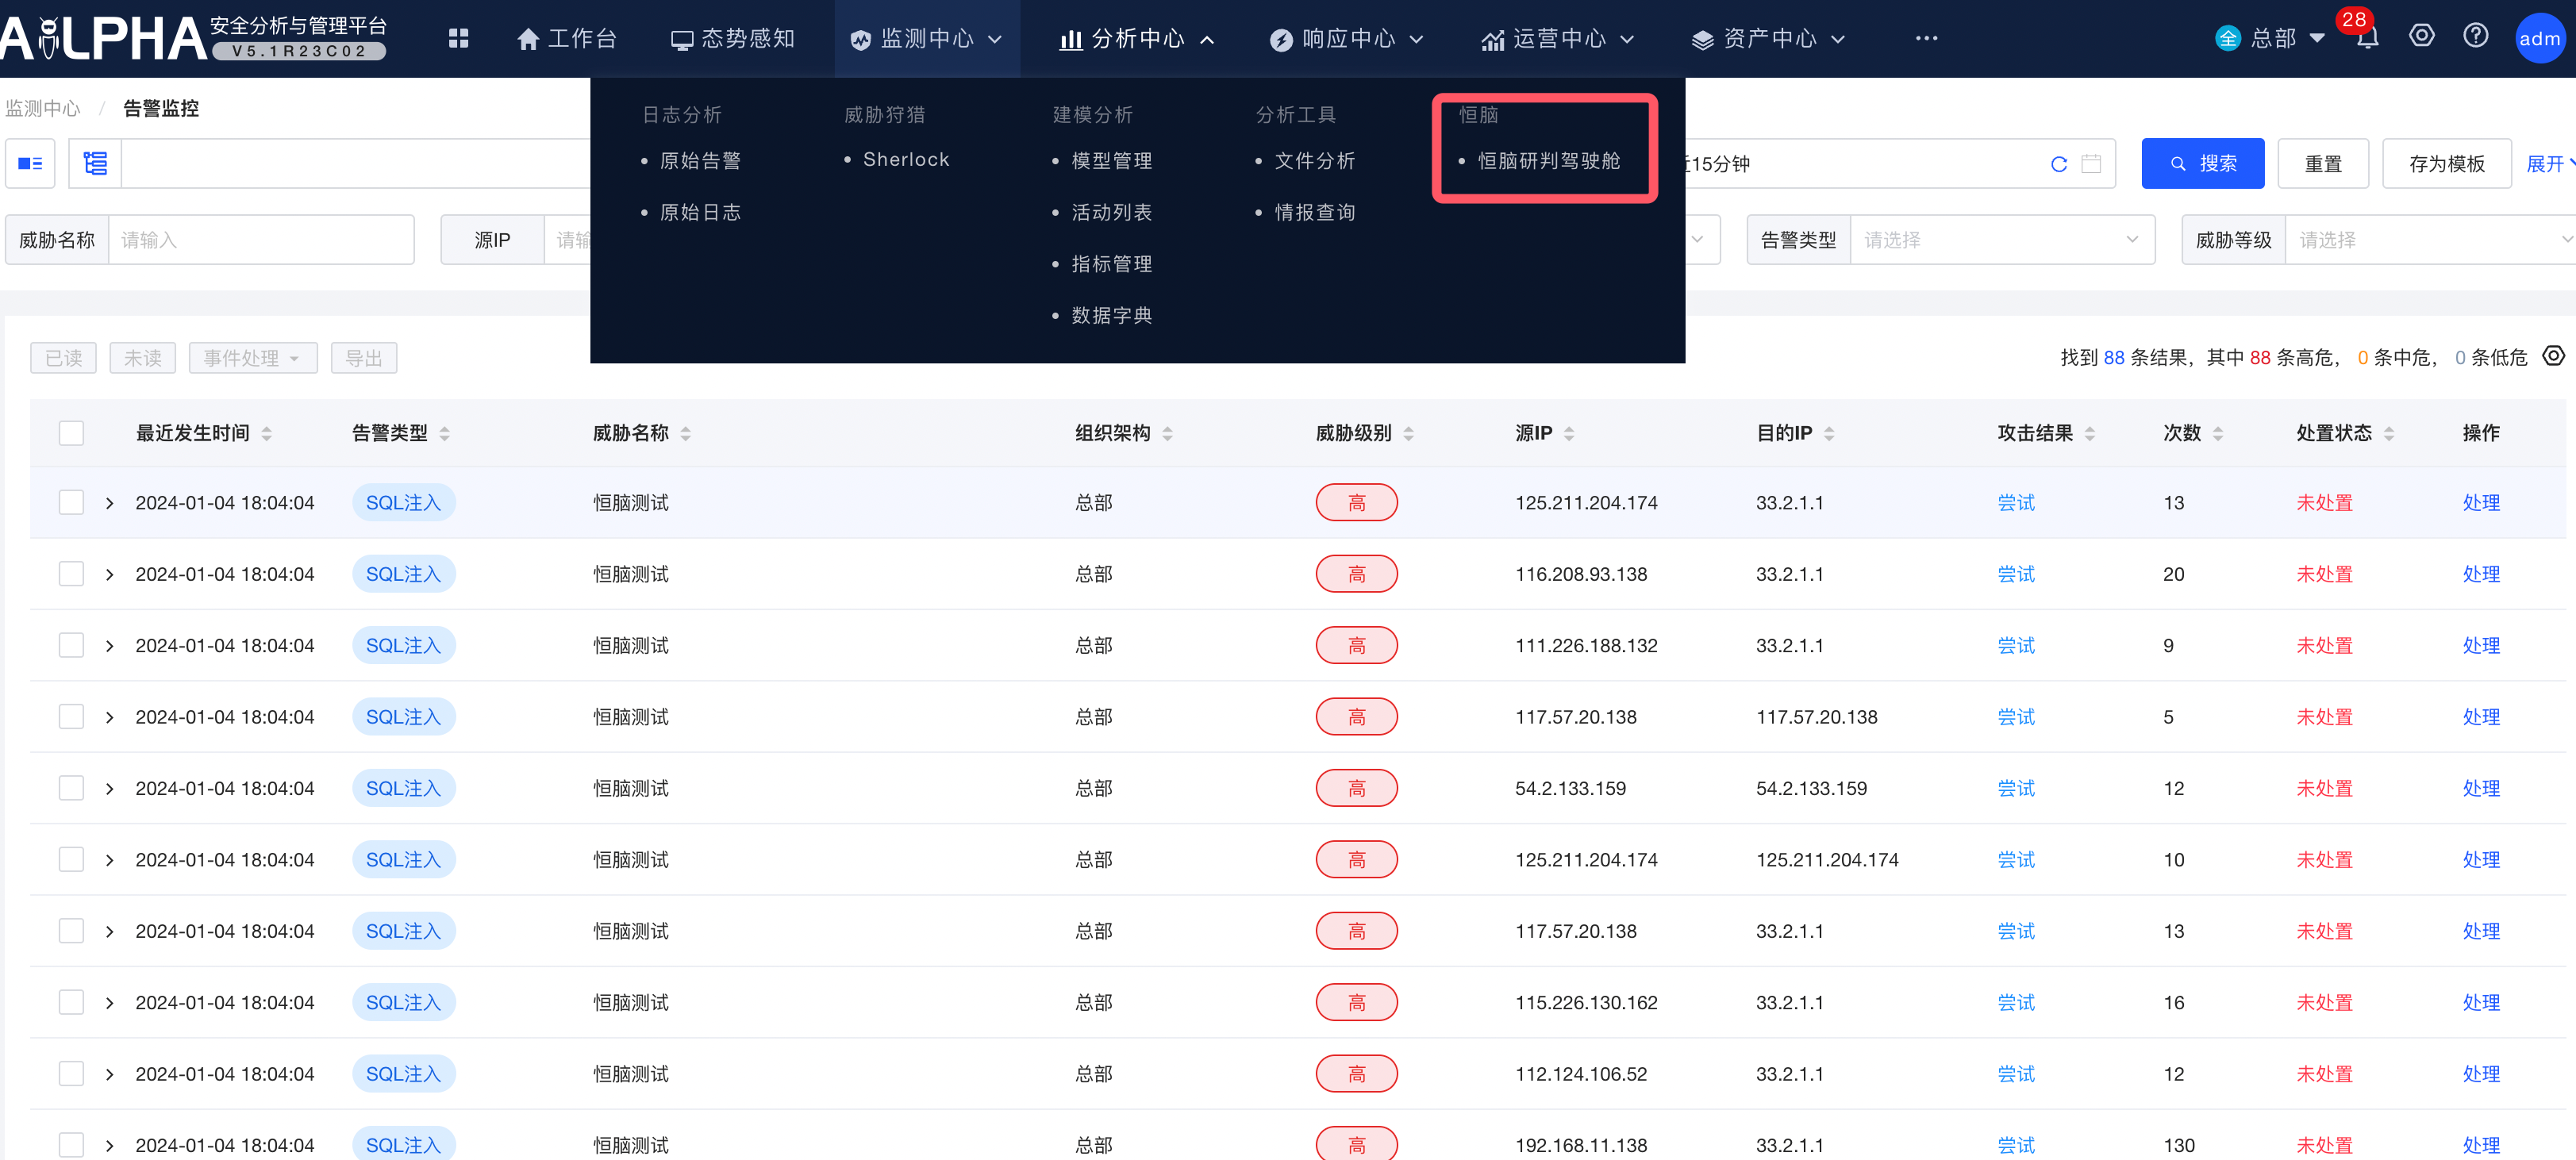 AiLPHA 安全分析与管理平台
V5.1R23C02
工作台 态势感知 监测中心 分析中心 响应中心 运营中心 资产中心 ··· 全 总部 28 adm
日志分析 威胁狩猎 建模分析 分析工具 恒脑
原始告警 Sherlock 模型管理 文件分析 恒脑研判驾驶舱
原始日志 活动列表 情报查询
指标管理
数据字典
监测中心 / 告警监控
15分钟 搜索 重置 存为模板 展开
威胁名称 请输入 源IP 请输 告警类型 请选择 威胁等级 请选择
已读 未读 事件处理 导出 找到 88 条结果，其中 88 条高危， 0 条中危， 0 条低危
最近发生时间 告警类型 威胁名称 组织架构 威胁级别 源IP 目的IP 攻击结果 次数 处置状态 操作
2024-01-04 18:04:04 SQL注入 恒脑测试 总部 高 125.211.204.174 33.2.1.1 尝试 13 未处置 处理
2024-01-04 18:04:04 SQL注入 恒脑测试 总部 高 116.208.93.138 33.2.1.1 尝试 20 未处置 处理
2024-01-04 18:04:04 SQL注入 恒脑测试 总部 高 111.226.188.132 33.2.1.1 尝试 9 未处置 处理
2024-01-04 18:04:04 SQL注入 恒脑测试 总部 高 117.57.20.138 117.57.20.138 尝试 5 未处置 处理
2024-01-04 18:04:04 SQL注入 恒脑测试 总部 高 54.2.133.159 54.2.133.159 尝试 12 未处置 处理
2024-01-04 18:04:04 SQL注入 恒脑测试 总部 高 125.211.204.174 125.211.204.174 尝试 10 未处置 处理
2024-01-04 18:04:04 SQL注入 恒脑测试 总部 高 117.57.20.138 33.2.1.1 尝试 13 未处置 处理
2024-01-04 18:04:04 SQL注入 恒脑测试 总部 高 115.226.130.162 33.2.1.1 尝试 16 未处置 处理
2024-01-04 18:04:04 SQL注入 恒脑测试 总部 高 112.124.106.52 33.2.1.1 尝试 12 未处置 处理
2024-01-04 18:04:04 SQL注入 恒脑测试 总部 高 192.168.11.138 33.2.1.1 尝试 130 未处置 处理